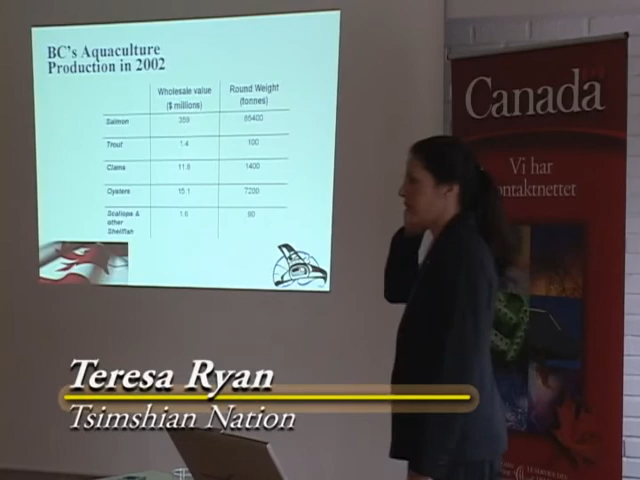 BC's Aquaculture
Production in 2002
Wholesale value
($ millions)
Round Weight
(tonnes)
Salmon 359 85400
Trout 1.4 100
Clams 11.8 1400
Oysters 15.1 7200
Scallops &
other
Shellfish
1.6 90
Canada
Vi har
ontaktnettet
Teresa Ryan
Tsimshian Nation